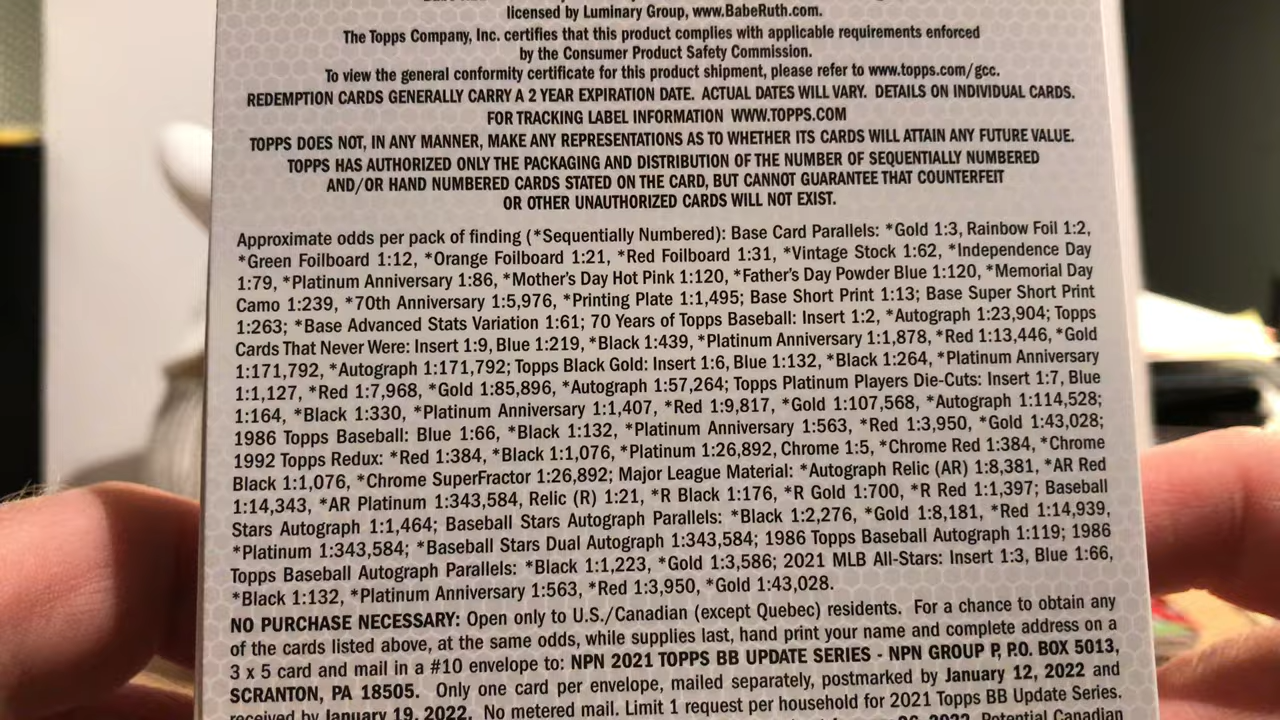 licensed by Luminary Group, www.BabeRuth.com.
The Topps Company, Inc. certifies that this product complies with applicable requirements enforced
by the Consumer Product Safety Commission.
To view the general conformity certificate for this product shipment, please refer to www.topps.com/gcc.
REDEMPTION CARDS GENERALLY CARRY A 2 YEAR EXPIRATION DATE. ACTUAL DATES WILL VARY. DETAILS ON INDIVIDUAL CARDS.
FOR TRACKING LABEL INFORMATION WWW.TOPPS.COM
TOPPS DOES NOT, IN ANY MANNER, MAKE ANY REPRESENTATIONS AS TO WHETHER ITS CARDS WILL ATTAIN ANY FUTURE VALUE.
TOPPS HAS AUTHORIZED ONLY THE PACKAGING AND DISTRIBUTION OF THE NUMBER OF SEQUENTIALLY NUMBERED
AND/OR HAND NUMBERED CARDS STATED ON THE CARD, BUT CANNOT GUARANTEE THAT COUNTERFEIT
OR OTHER UNAUTHORIZED CARDS WILL NOT EXIST.
Approximate odds per pack of finding (*Sequentially Numbered): Base Card Parallels: *Gold 1:3, Rainbow Foil 1:2,
*Green Foilboard 1:12, *Orange Foilboard 1:21, *Red Foilboard 1:31, *Vintage Stock 1:62, *Independence Day
1:79, *Platinum Anniversary 1:86, *Mother's Day Hot Pink 1:120, *Father's Day Powder Blue 1:120, *Memorial Day
Camo 1:239, *70th Anniversary 1:5,976, *Printing Plate 1:1,495; Base Short Print 1:13; Base Super Short Print
1:263; *Base Advanced Stats Variation 1:61; 70 Years of Topps Baseball: Insert 1:2, *Autograph 1:23,904; Topps
Cards That Never Were: Insert 1:9, Blue 1:219, *Black 1:439, *Platinum Anniversary 1:1,878, *Red 1:13,446, *Gold
1:171,792, *Autograph 1:171,792; Topps Black Gold: Insert 1:6, Blue 1:132, *Black 1:264, *Platinum Anniversary
1:1,127, *Red 1:7,968, *Gold 1:85,896, *Autograph 1:57,264; Topps Platinum Players Die-Cuts: Insert 1:7, Blue
1:164, *Black 1:330, *Platinum Anniversary 1:1,407, *Red 1:9,817, *Gold 1:107,568, *Autograph 1:114,528;
1986 Topps Baseball: Blue 1:66, *Black 1:132, *Platinum Anniversary 1:563, *Red 1:3,950, *Gold 1:43,028;
1992 Topps Redux: *Red 1:384, *Black 1:1,076, *Platinum 1:26,892, Chrome 1:5, *Chrome Red 1:384, *Chrome
Black 1:1,076, *Chrome SuperFractor 1:26,892; Major League Material: *Autograph Relic (AR) 1:8,381, *AR Red
1:14,343, *AR Platinum 1:343,584, Relic (R) 1:21, *R Black 1:176, *R Gold 1:700, *R Red 1:1,397; Baseball
Stars Autograph 1:1,464; Baseball Stars Autograph Parallels: *Black 1:2,276, *Gold 1:8,181, *Red 1:14,939,
*Platinum 1:343,584; *Baseball Stars Dual Autograph 1:343,584; 1986 Topps Baseball Autograph 1:119; 1986
Topps Baseball Autograph Parallels: *Black 1:1,223, *Gold 1:3,586; 2021 MLB All-Stars: Insert 1:3, Blue 1:66,
*Black 1:132, *Platinum Anniversary 1:563, *Red 1:3,950, *Gold 1:43,028.
NO PURCHASE NECESSARY: Open only to U.S./Canadian (except Quebec) residents. For a chance to obtain any
of the cards listed above, at the same odds, while supplies last, hand print your name and complete address on a
3 x 5 card and mail in a #10 envelope to: NPN 2021 TOPPS BB UPDATE SERIES - NPN GROUP P, P.O. BOX 5013,
SCRANTON, PA 18505. Only one card per envelope, mailed separately, postmarked by January 12, 2022 and
received by January 19, 2022. No metered mail. Limit 1 request per household for 2021 Topps BB Update Series.
2022. Potential Canadian